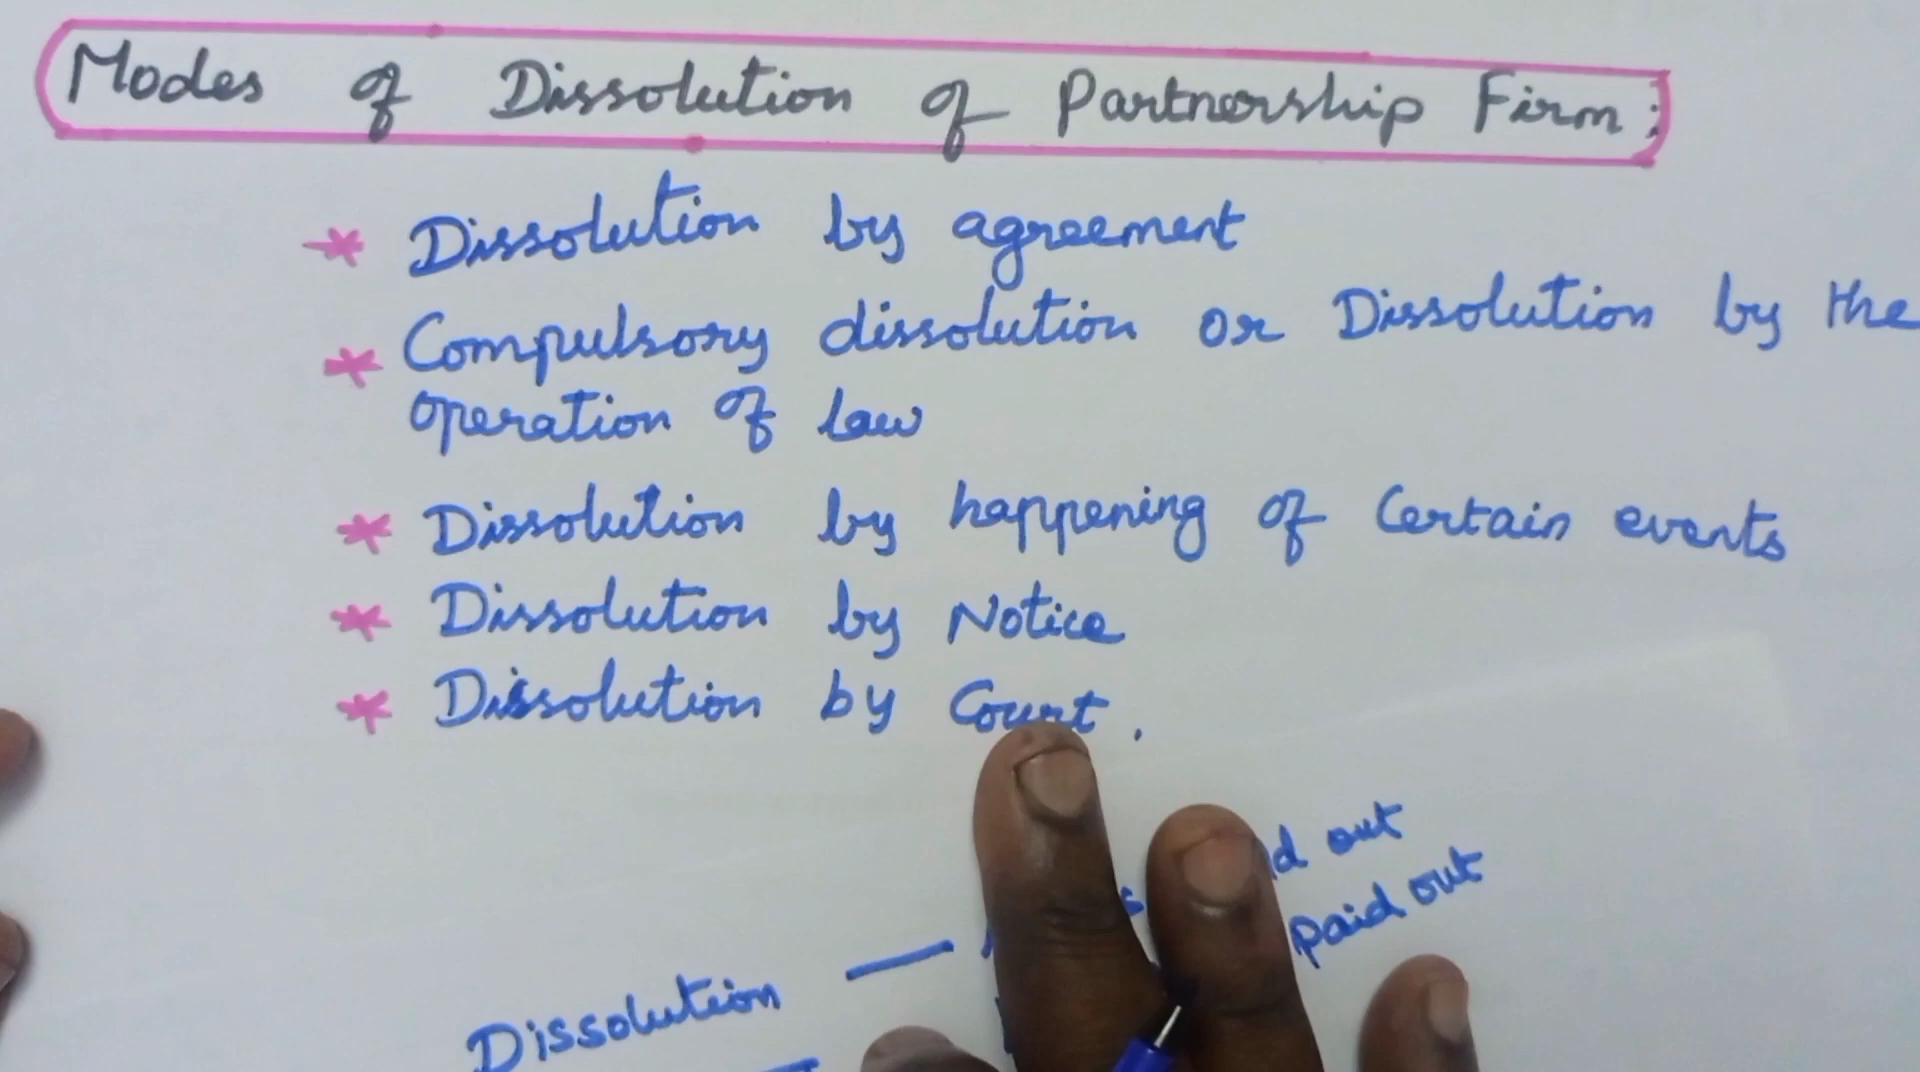 Modes of Dissolution of Partnership Firm:
* Dissolution by agreement
* Compulsory dissolution or Dissolution by the
operation of law
* Dissolution by happening of Certain events
* Dissolution by Notice
* Dissolution by Court.
out
Dissolution — paid out